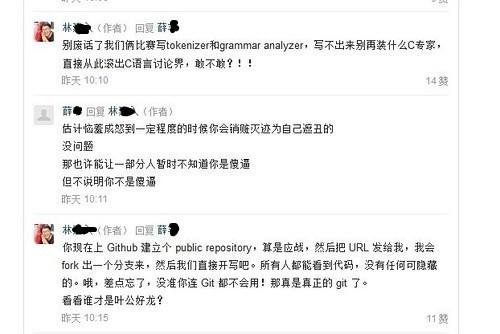 林（作者） 回复 薛
别废话了我们俩比赛写tokenizer和grammar analyzer，写不出来别再装什么C专家，
直接从此滚出C语言讨论界，敢不敢？！！
昨天 10:10 14 赞
薛 回复 林（作者）
估计恼羞成怒到一定程度的时候你会销赃灭迹为自己遮丑的
没问题
那也许能让一部分人暂时不知道你是傻逼
但不说明你不是傻逼
昨天 10:11
林（作者） 回复 薛
你现在上 Github 建立个 public repository，算是应战，然后把 URL 发给我，我会
fork 出一个分支来，然后我们直接开写吧。所有人都能看到代码，没有任何可隐藏
的。哦，差点忘了，没准你连 Git 都不会用！那真是真正的 git 了。
看看谁才是叶公好龙？
昨天 10:15 11 赞